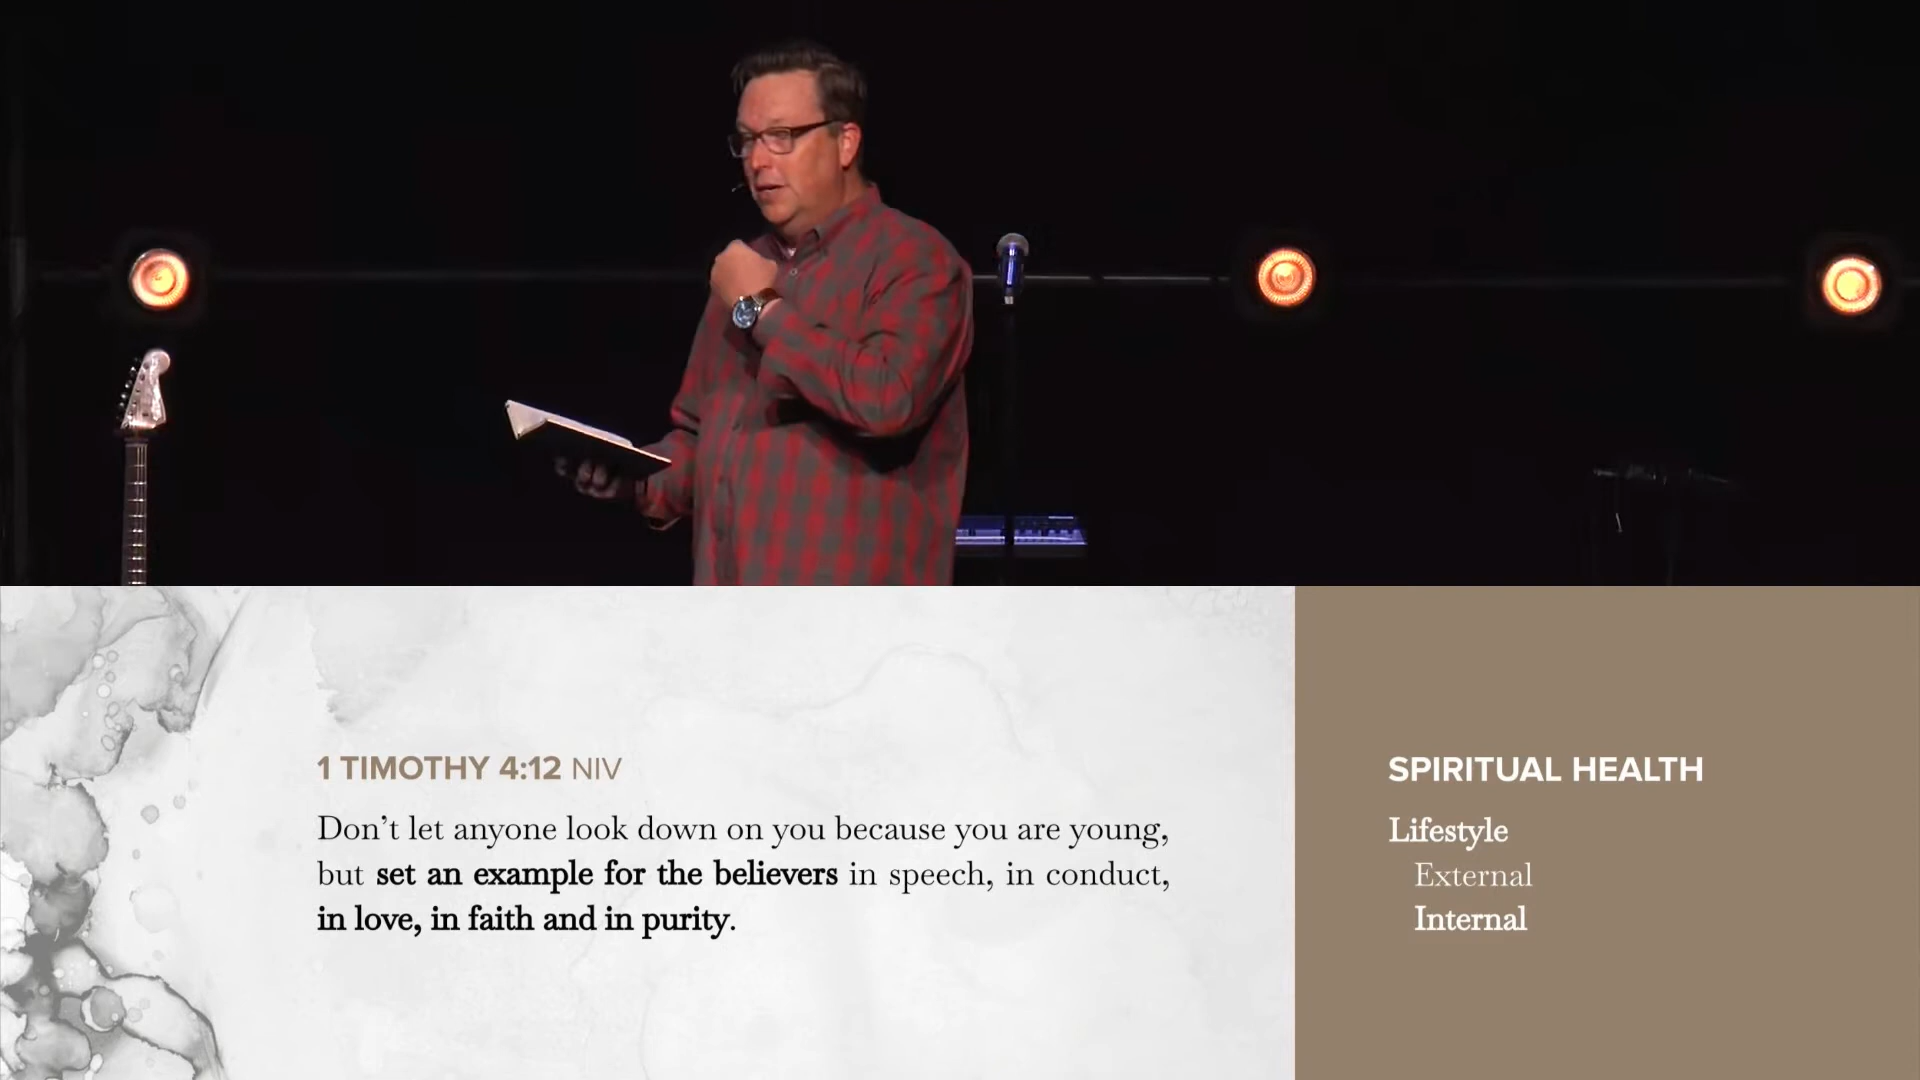 1 TIMOTHY 4:12 NIV
Don't let anyone look down on you because you are young,
but set an example for the believers in speech, in conduct,
in love, in faith and in purity.
SPIRITUAL HEALTH
Lifestyle
External
Internal